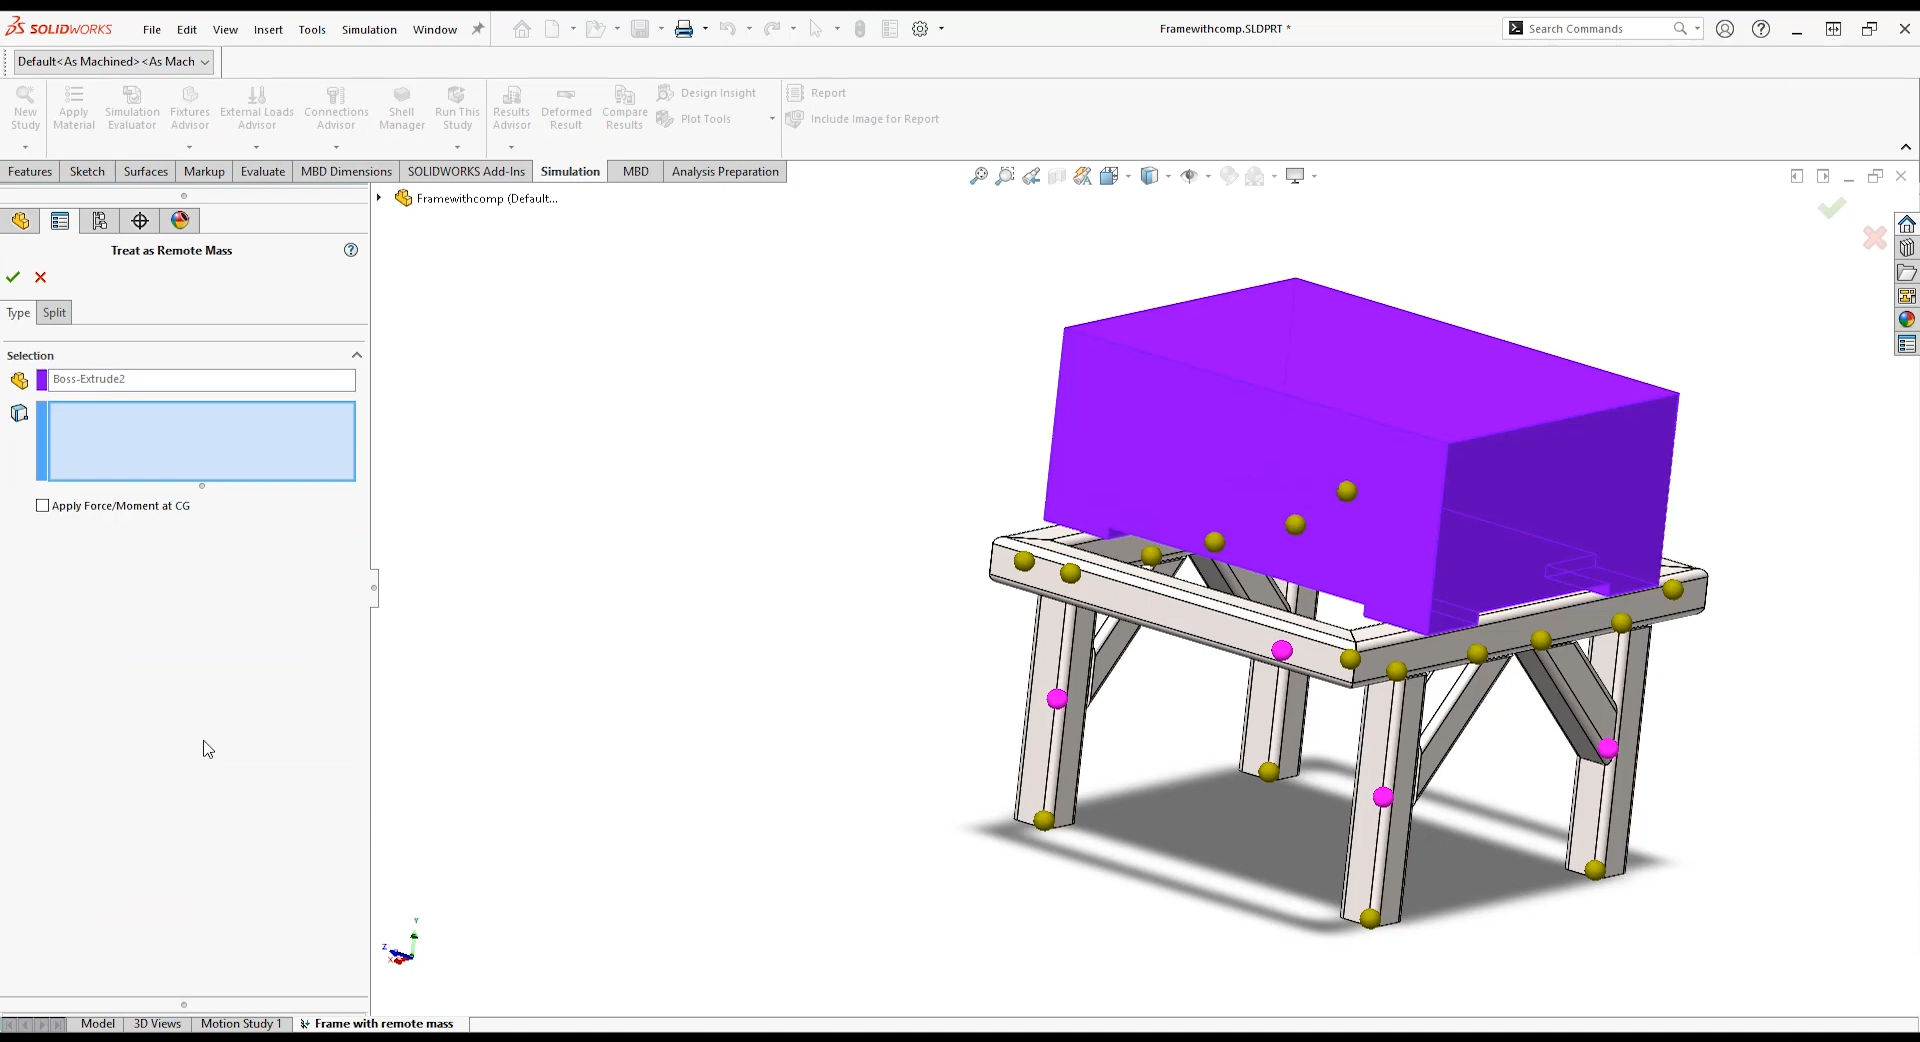 SOLIDWORKS
File Edit View Insert Tools Simulation Window
Framewithcomp.SLDPRT *
Search Commands
Default<As Machined><As Mach
New Study
Apply Material
Simulation Evaluator
Fixtures Advisor
External Loads Advisor
Connections Advisor
Shell Manager
Run This Study
Results Advisor
Deformed Result
Compare Results
Design Insight
Plot Tools
Report
Include Image for Report
Features Sketch Surfaces Markup Evaluate MBD Dimensions SOLIDWORKS Add-Ins Simulation MBD Analysis Preparation
Framewithcomp (Default...
Treat as Remote Mass
Type Split
Selection
Boss-Extrude2
Apply Force/Moment at CG
Y
Z
X
Model 3D Views Motion Study 1 Frame with remote mass